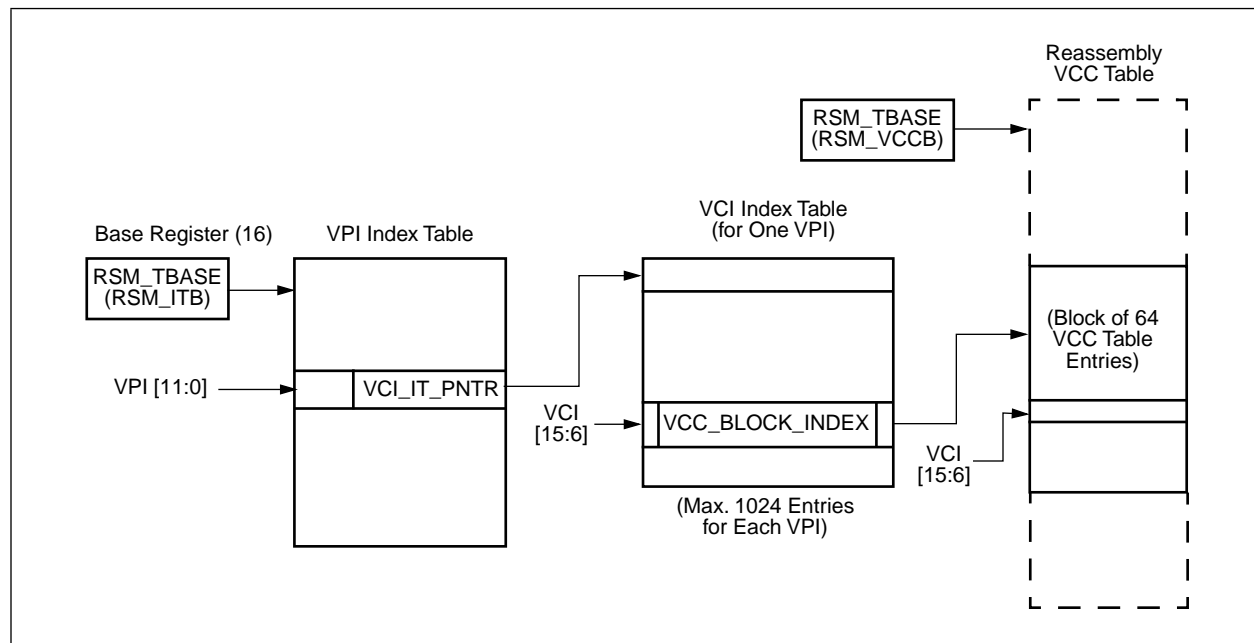 Reassembly
VCC Table
RSM_TBASE
(RSM_VCCB)
VCI Index Table
(for One VPI)
Base Register (16)
VPI Index Table
RSM_TBASE
(RSM_ITB)
(Block of 64
VCC Table
Entries)
VPI [11:0]
VCI_IT_PNTR
VCI
[15:6]
VCC_BLOCK_INDEX
VCI
[15:6]
(Max. 1024 Entries
for Each VPI)